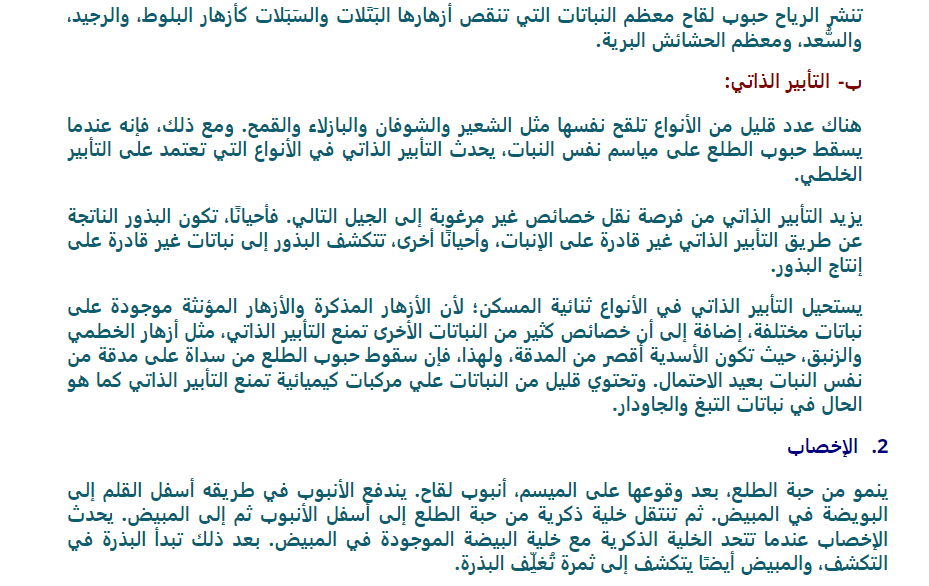 تنشر الرياح حبوب لقاح معظم النباتات التي تنقص أزهارها البَتَلات والسَبَلات كأزهار البلوط، والرجيد،
والسُّعد، ومعظم الحشائش البرية.
ب- التأبير الذاتي:
هناك عدد قليل من الأنواع تلقح نفسها مثل الشعير والشوفان والبازلاء والقمح. ومع ذلك، فإنه عندما
يسقط حبوب الطلع على مياسم نفس النبات، يحدث التأبير الذاتي في الأنواع التي تعتمد على التأبير
الخلطي.
يزيد التأبير الذاتي من فرصة نقل خصائص غير مرغوبة إلى الجيل التالي. فأحيانًا، تكون البذور الناتجة
عن طريق التأبير الذاتي غير قادرة على الإنبات، وأحيانًا أخرى، تتكشف البذور إلى نباتات غير قادرة على
إنتاج البذور.
يستحيل التأبير الذاتي في الأنواع ثنائية المسكن؛ لأن الأزهار المذكرة والأزهار المؤنثة موجودة على
نباتات مختلفة، إضافة إلى أن خصائص كثير من النباتات الأخرى تمنع التأبير الذاتي، مثل أزهار الخطمي
والزنبق، حيث تكون الأسدية أقصر من المدقة، ولهذا، فإن سقوط حبوب الطلع من سداة على مدقة من
نفس النبات بعيد الاحتمال. وتحتوي قليل من النباتات علي مركبات كيميائية تمنع التأبير الذاتي كما هو
الحال في نباتات التبغ والجاودار.
2. الإخصاب
ينمو من حبة الطلع، بعد وقوعها على الميسم، أنبوب لقاح. يندفع الأنبوب في طريقه أسفل القلم إلى
البويضة في المبيض. ثم تنتقل خلية ذكرية من حبة الطلع إلى أسفل الأنبوب ثم إلى المبيض. يحدث
الإخصاب عندما تتحد الخلية الذكرية مع خلية البيضة الموجودة في المبيض. بعد ذلك تبدأ البذرة في
التكشف، والمبيض أيضًا يتكشف إلى ثمرة تُغلِّف البذرة.